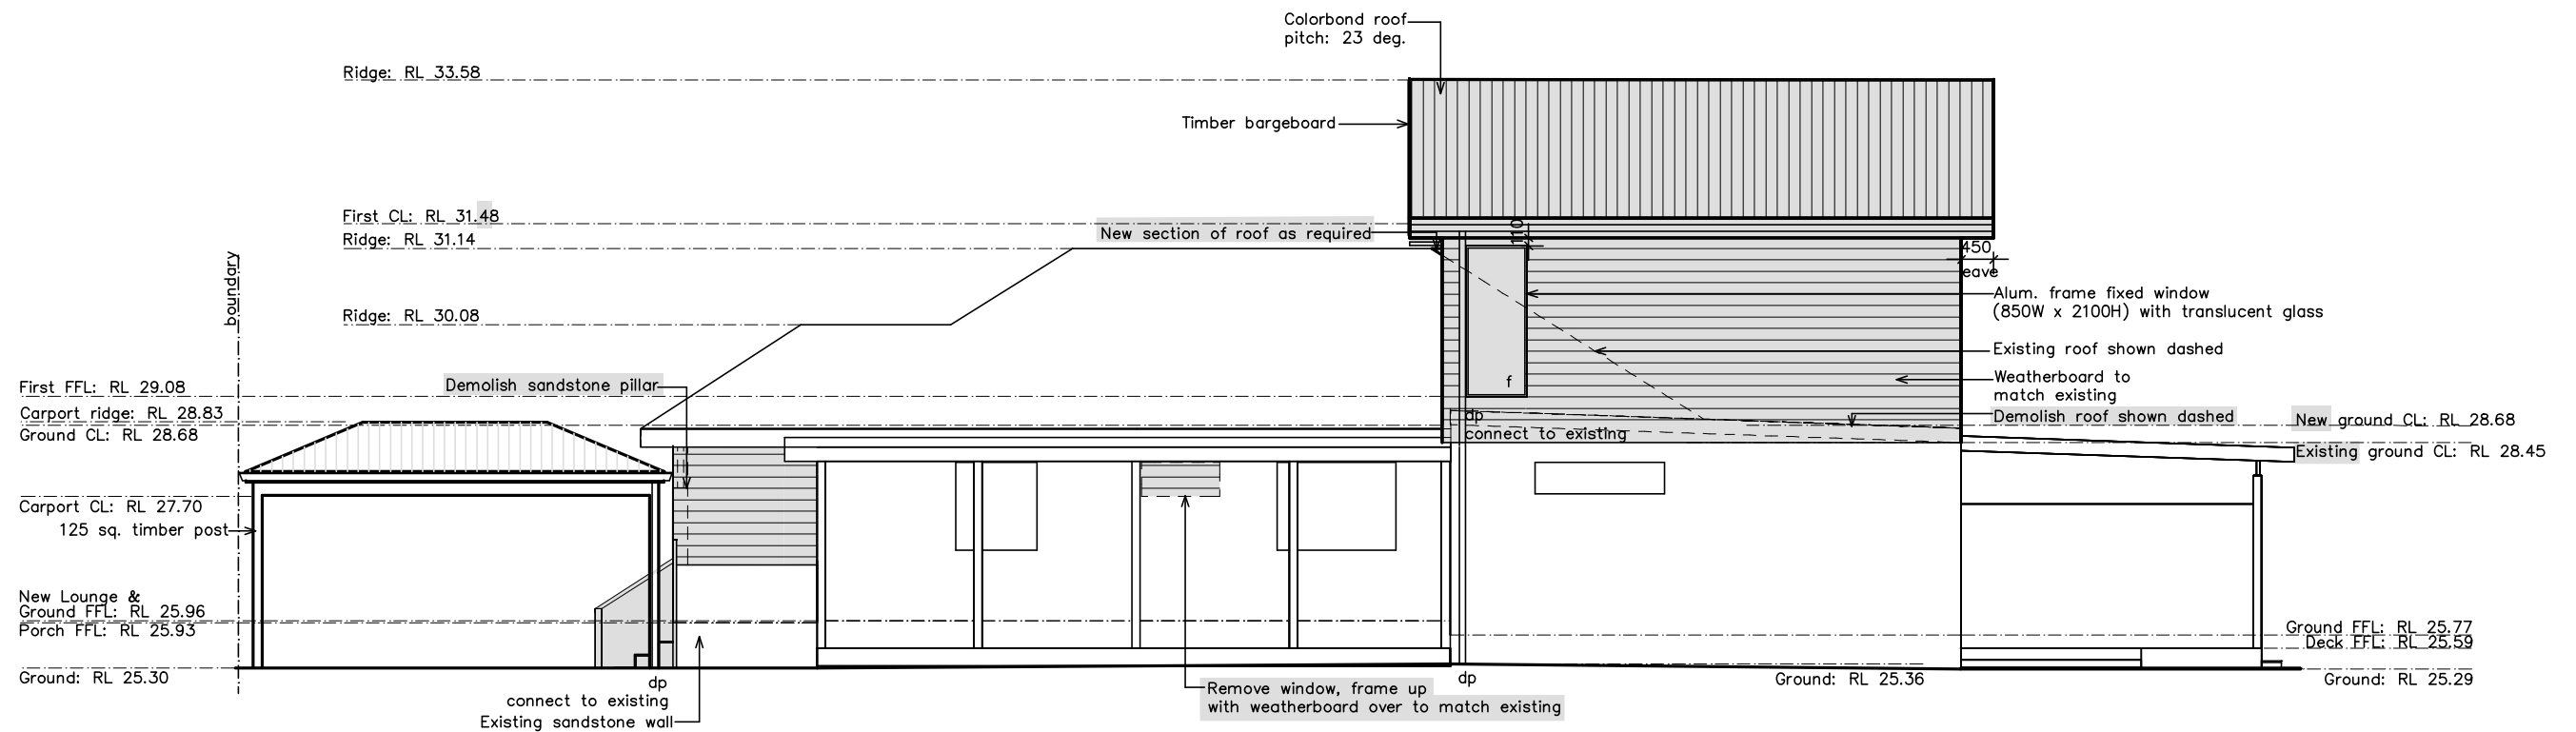 Colorbond roof
pitch: 23 deg.
Ridge: RL 33.58
Timber bargeboard
First CL: RL 31.48
New section of roof as required
110
Ridge: RL 31.14
450
eave
boundary
Alum. frame fixed window
(850W x 2100H) with translucent glass
Ridge: RL 30.08
Existing roof shown dashed
First FFL: RL 29.08
Demolish sandstone pillar
f
Weatherboard to
match existing
Carport ridge: RL 28.83
dp
Demolish roof shown dashed
New ground CL: RL 28.68
Ground CL: RL 28.68
connect to existing
Existing ground CL: RL 28.45
Carport CL: RL 27.70
125 sq. timber post
New Lounge &
Ground FFL: RL 25.96
Porch FFL: RL 25.93
Ground FFL: RL 25.77
Deck FFL: RL 25.59
Ground: RL 25.30
dp
dp
Ground: RL 25.36
Ground: RL 25.29
connect to existing
Existing sandstone wall
Remove window, frame up
with weatherboard over to match existing